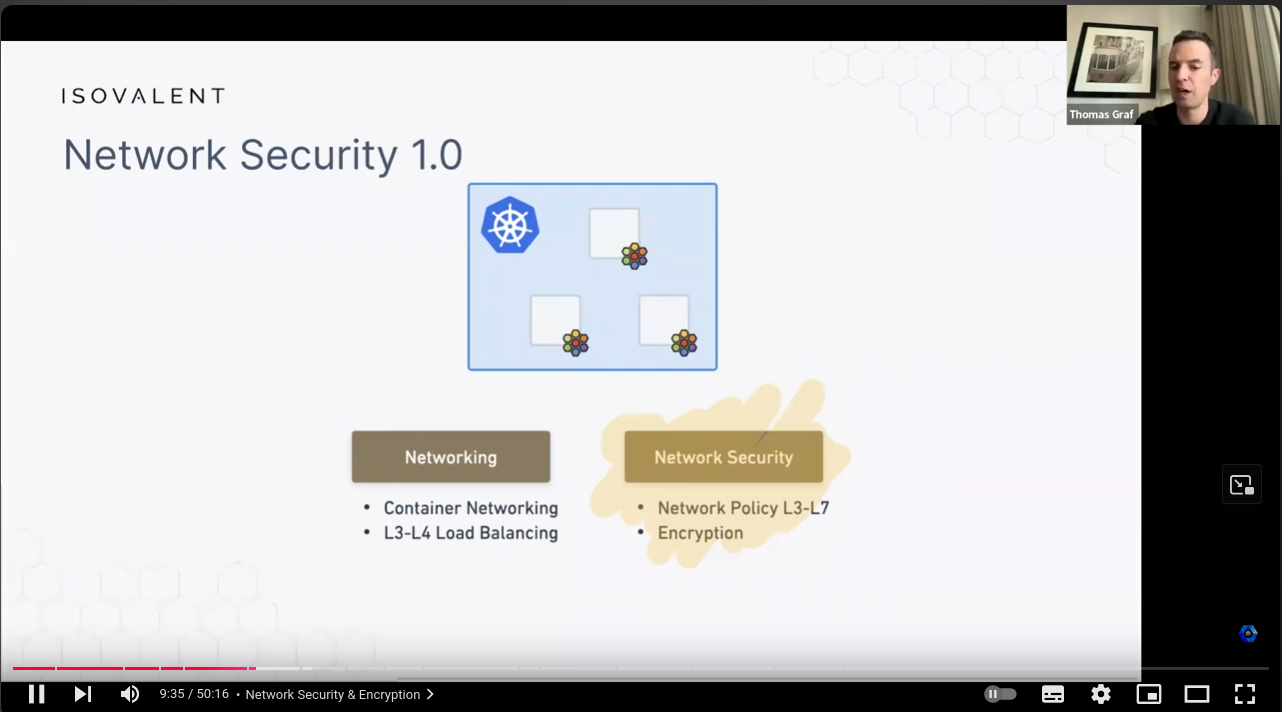 Thomas Graf
ISOVALENT
Network Security 1.0
Networking
• Container Networking
• L3-L4 Load Balancing
Network Security
• Network Policy L3-L7
• Encryption
9:35 / 50:16 • Network Security & Encryption